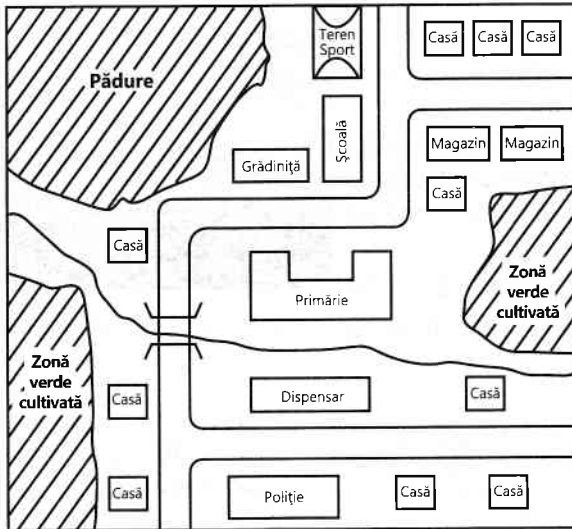 Teren
Sport
Casă Casă Casă
Pădure
Școală
Magazin Magazin
Grădiniță
Casă
Casă
Zonă
verde
cultivată
Primărie
Zonă
verde
cultivată
Casă
Dispensar
Casă
Casă
Poliție
Casă
Casă